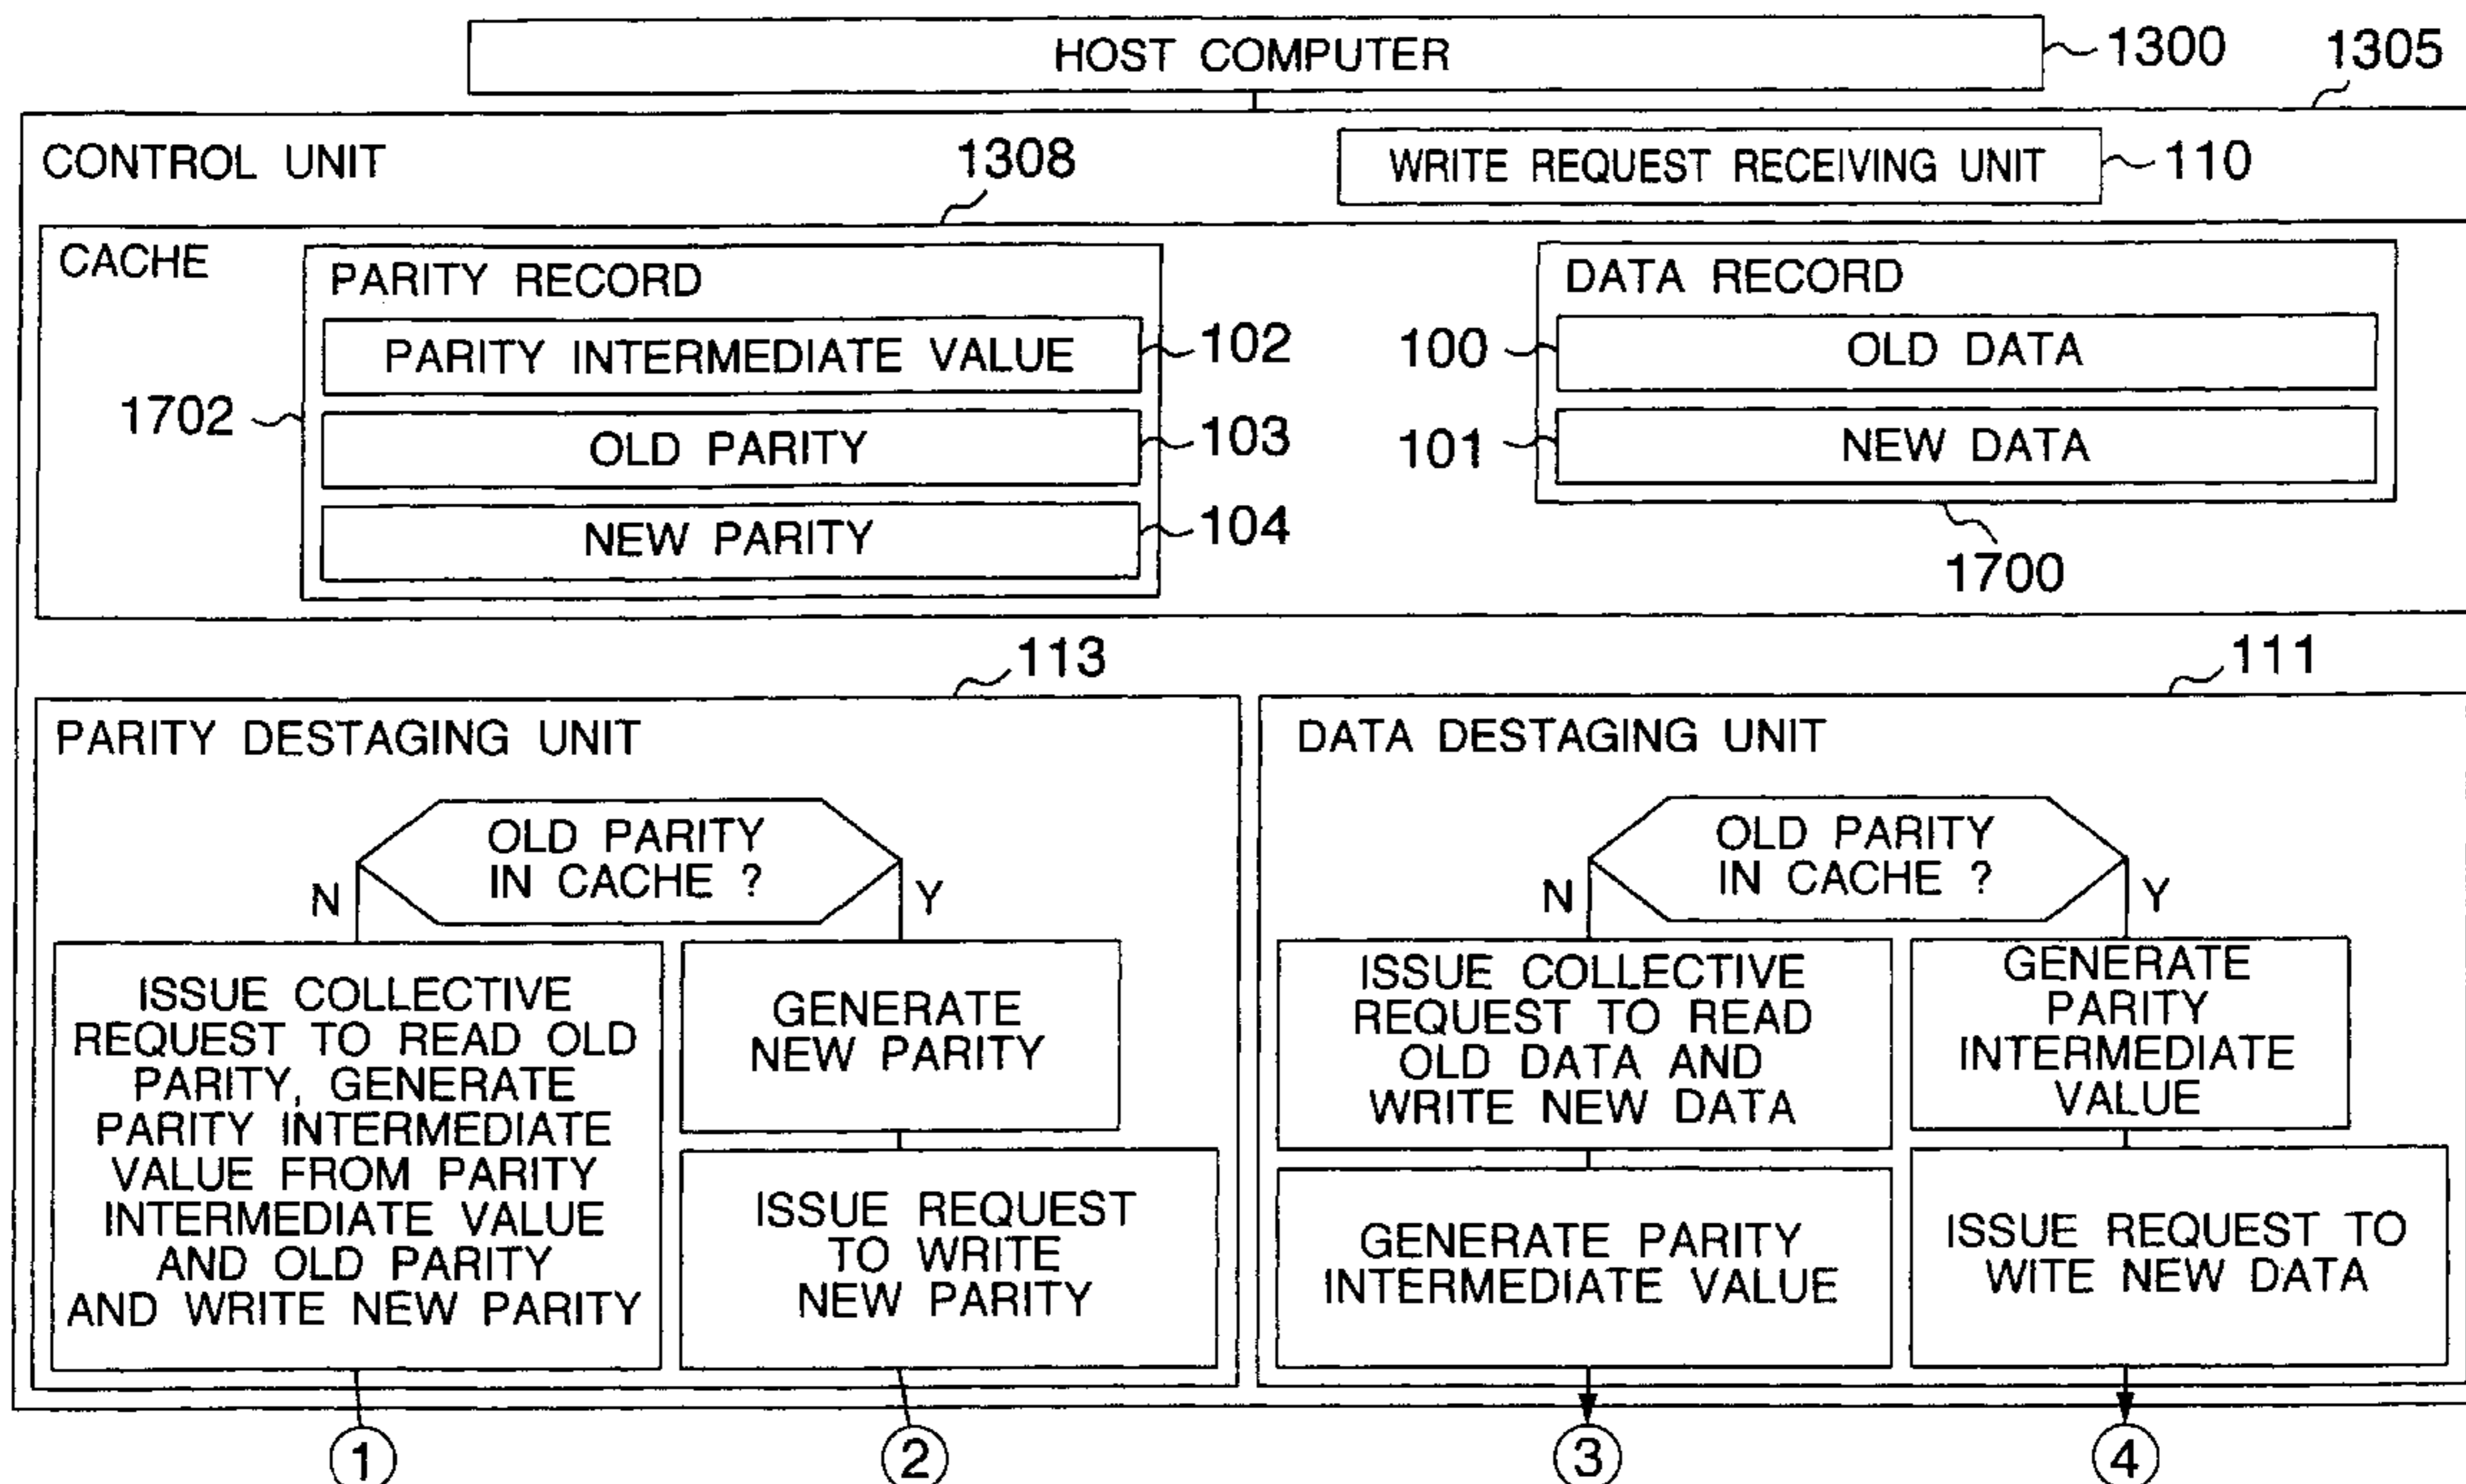 HOST COMPUTER
1300
1305
CONTROL UNIT
1308
WRITE REQUEST RECEIVING UNIT
110
CACHE
PARITY RECORD
DATA RECORD
PARITY INTERMEDIATE VALUE
102
100
OLD DATA
1702
OLD PARITY
103
101
NEW DATA
NEW PARITY
104
1700
113
111
PARITY DESTAGING UNIT
OLD PARITY
IN CACHE ?
N
Y
ISSUE COLLECTIVE
REQUEST TO READ OLD
PARITY, GENERATE
PARITY INTERMEDIATE
VALUE FROM PARITY
INTERMEDIATE VALUE
AND OLD PARITY
AND WRITE NEW PARITY
GENERATE
NEW PARITY
ISSUE REQUEST
TO WRITE
NEW PARITY
DATA DESTAGING UNIT
OLD PARITY
IN CACHE ?
N
Y
ISSUE COLLECTIVE
REQUEST TO READ
OLD DATA AND
WRITE NEW DATA
GENERATE PARITY
INTERMEDIATE VALUE
GENERATE
PARITY
INTERMEDIATE
VALUE
ISSUE REQUEST TO
WITE NEW DATA
1
2
3
4